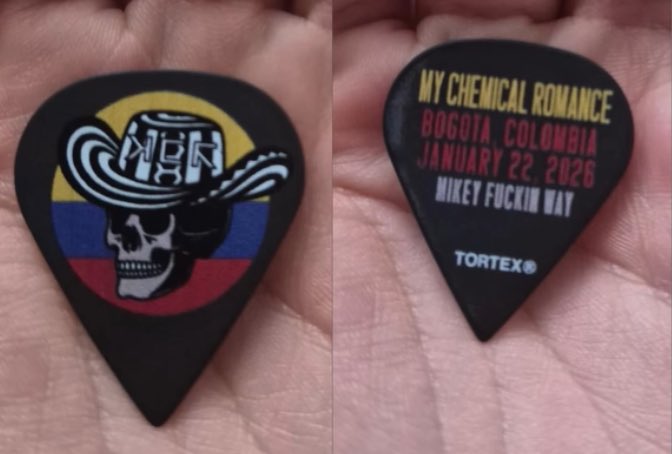 MY CHEMICAL ROMANCE
BOGOTA, COLOMBIA
JANUARY 22, 2026
MIKEY FUCKIN WAY
TORTEX®